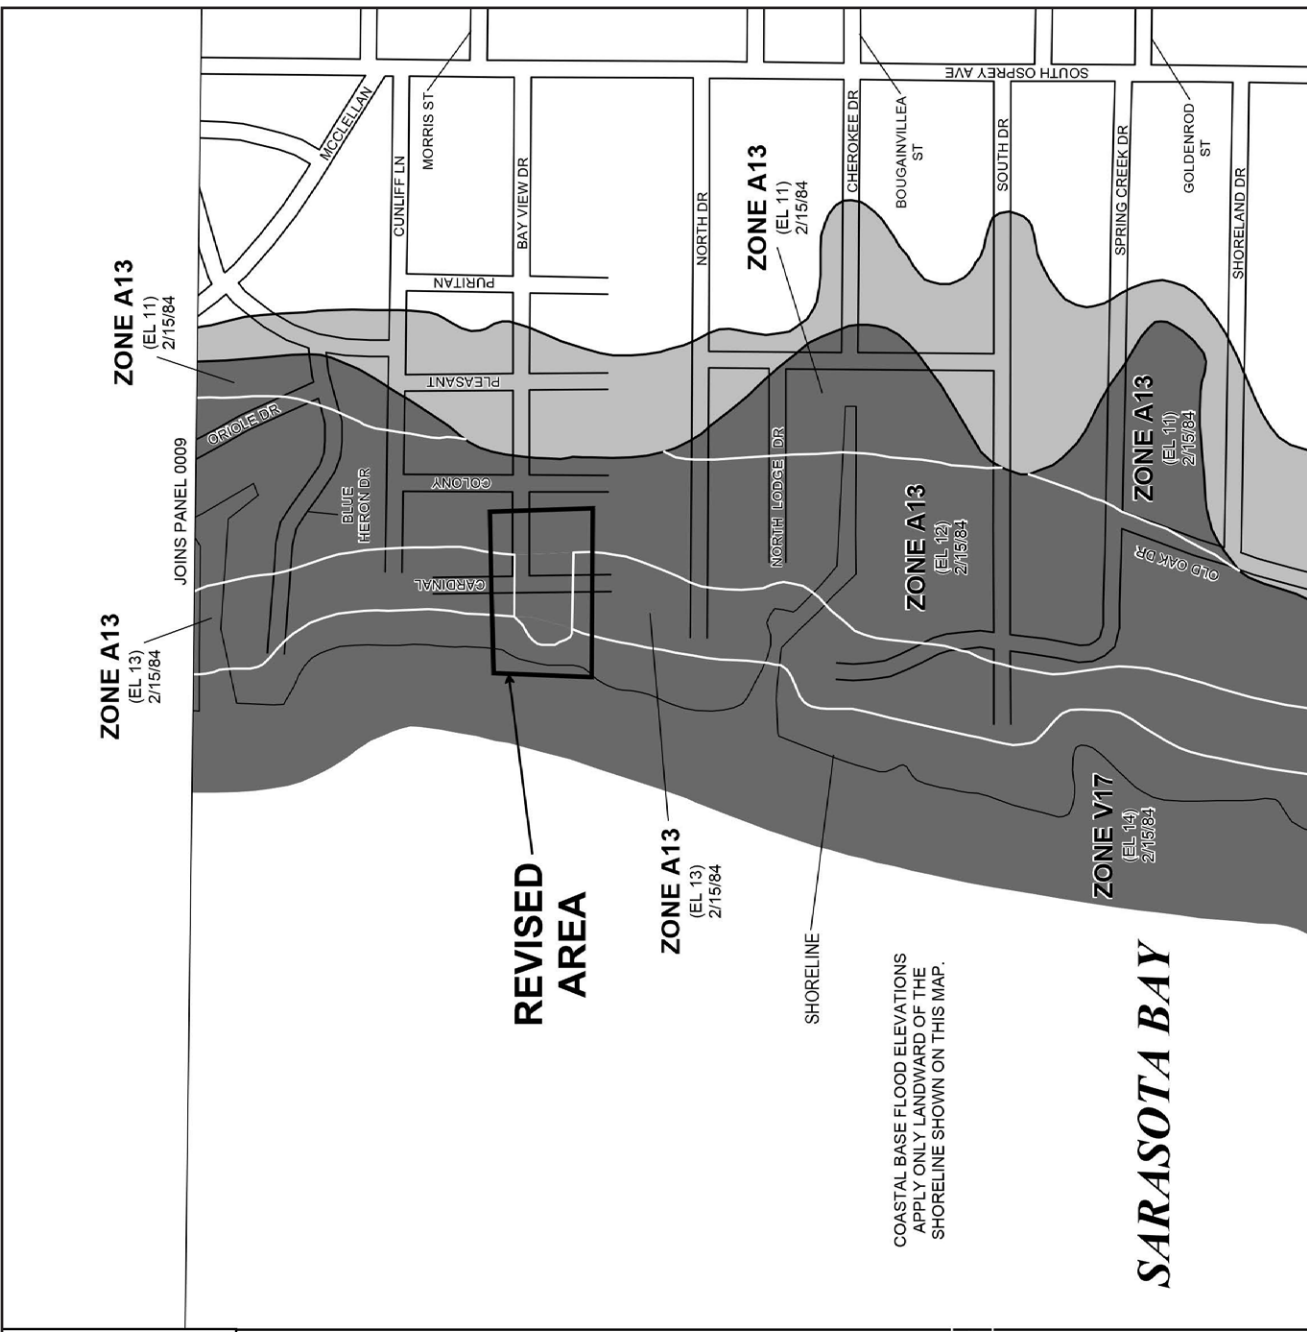 JOINS PANEL 0009
ZONE A13
(EL 11)
2/15/84
ZONE A13
(EL 13)
2/15/84
ORIOLE DR
MCCLELLAN
BLUE
HERON DR
CUNLIFF LN
MORRIS ST
PURITAN
PLEASANT
COLONY
CARDINAL
BAY VIEW DR
REVISED
AREA
NORTH DR
ZONE A13
(EL 13)
2/15/84
ZONE A13
(EL 11)
2/15/84
NORTH LODGE DR
SHORELINE
CHEROKEE DR
BOUGAINVILLEA
ST
SOUTH OSPREY AVE
ZONE A13
(EL 12)
2/15/84
COASTAL BASE FLOOD ELEVATIONS
APPLY ONLY LANDWARD OF THE
SHORELINE SHOWN ON THIS MAP.
SOUTH DR
SPRING CREEK DR
ZONE A13
(EL 11)
2/15/84
ZONE V17
(EL 14)
2/15/84
OLD OAK DR
GOLDENROD
ST
SHORELAND DR
SARASOTA BAY